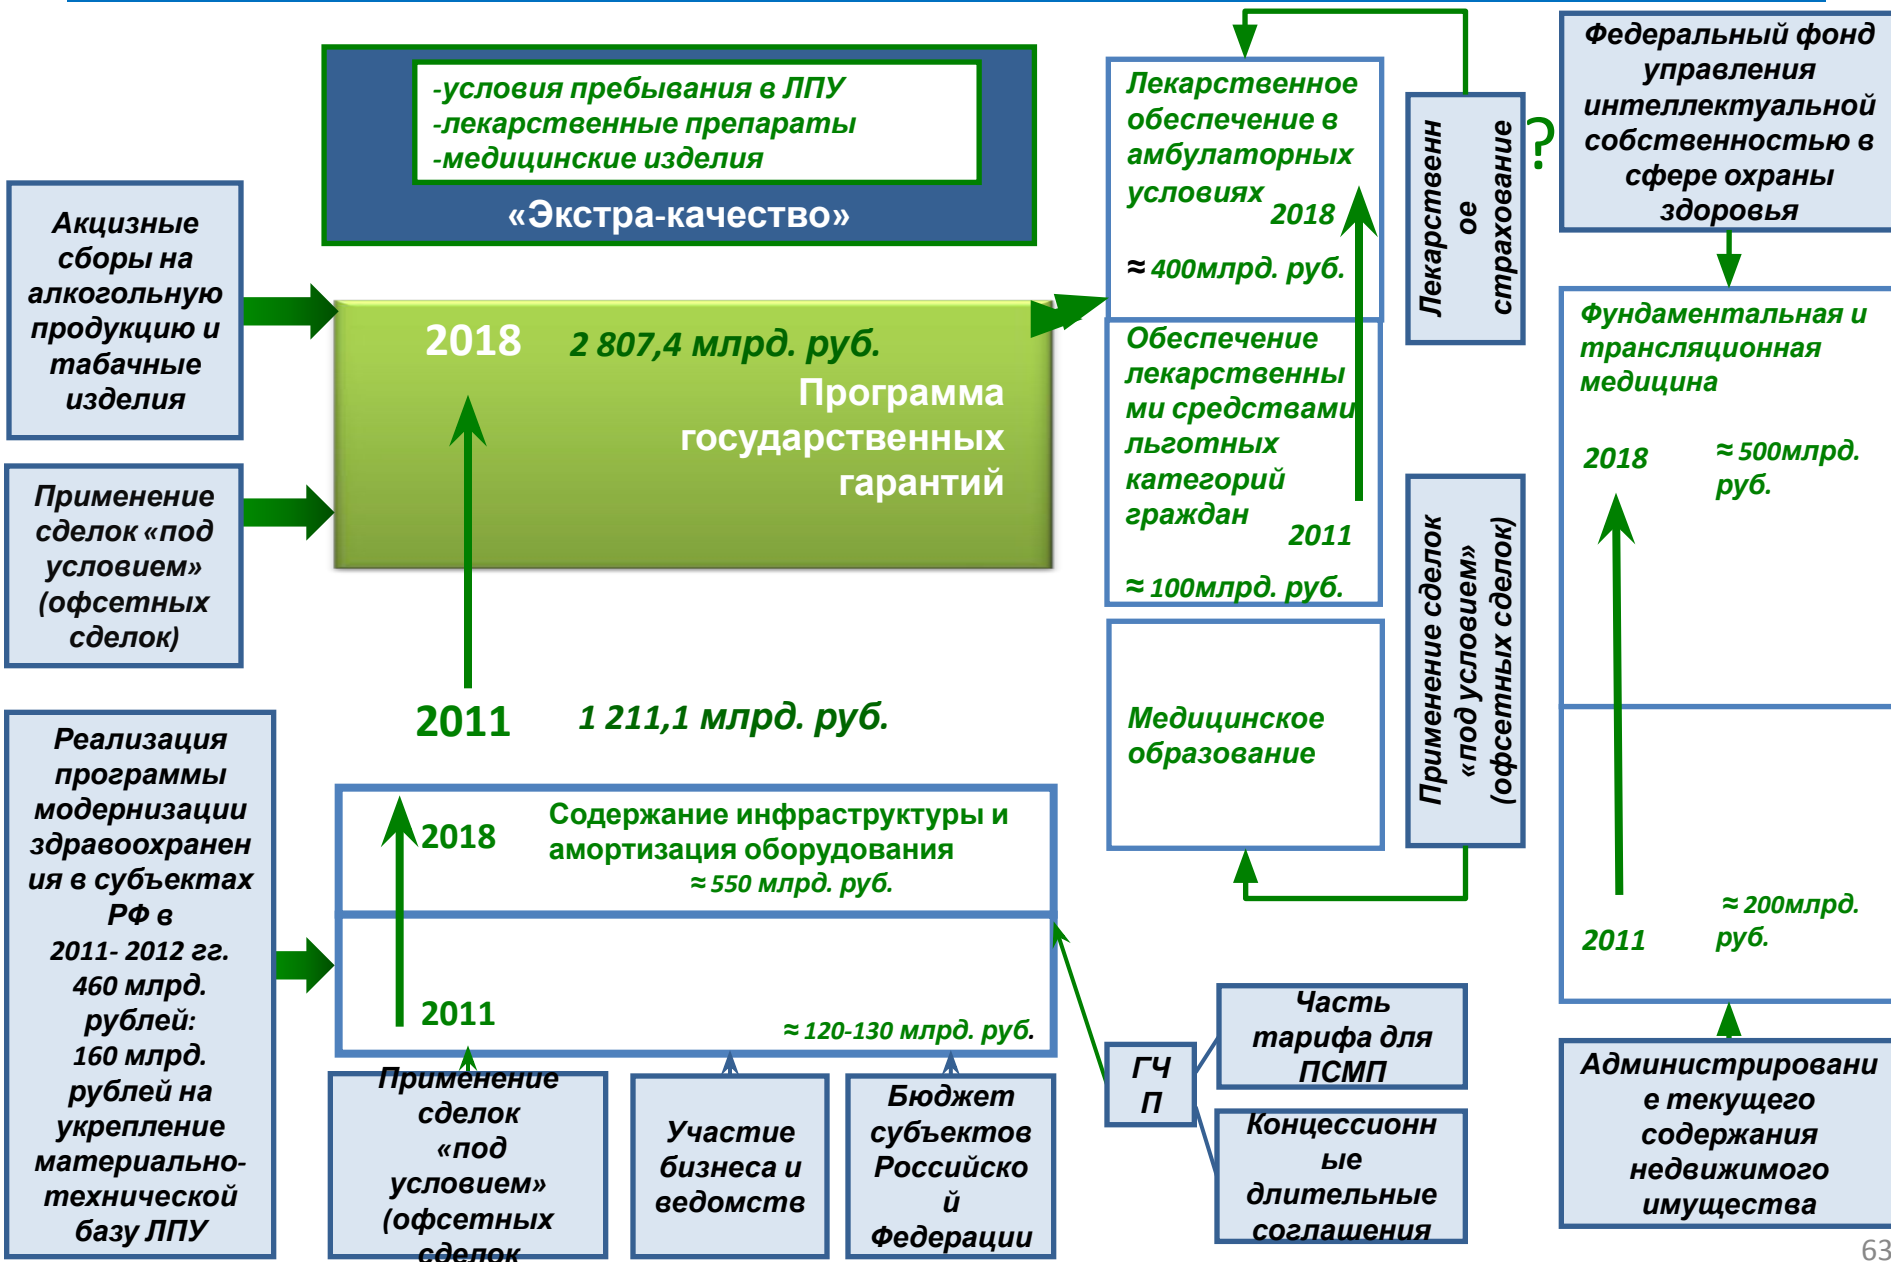 -условия пребывания в ЛПУ
-лекарственные препараты
-медицинские изделия
«Экстра-качество»
Акцизные
сборы на
алкогольную
продукцию и
табачные
изделия
Применение
сделок «под
условием»
(офсетных
сделок)
Реализация
программы
модернизации
здравоохранен
ия в субъектах
РФ в
2011- 2012 гг.
460 млрд.
рублей:
160 млрд.
рублей на
укрепление
материально-
технической
базу ЛПУ
2018 2 807,4 млрд. руб.
Программа
государственных
гарантий
2011 1 211,1 млрд. руб.
2018
Содержание инфраструктуры и
амортизация оборудования
≈ 550 млрд. руб.
2011
≈ 120-130 млрд. руб.
Применение
сделок
«под
условием»
(офсетных
сделок
Участие
бизнеса и
ведомств
Бюджет
субъектов
Российско
й
Федерации
Лекарственное
обеспечение в
амбулаторных
условиях
2018
≈ 400млрд. руб.
Обеспечение
лекарственны
ми средствами
льготных
категорий
граждан
2011
≈ 100млрд. руб.
Медицинское
образование
Лекарственн
ое
страхование
?
Применение сделок
«под условием»
(офсетных сделок)
ГЧ
П
Часть
тарифа для
ПСМП
Концессионн
ые
длительные
соглашения
Федеральный фонд
управления
интеллектуальной
собственностью в
сфере охраны
здоровья
Фундаментальная и
трансляционная
медицина
2018
≈ 500млрд.
руб.
2011
≈ 200млрд.
руб.
Администрировани
е текущего
содержания
недвижимого
имущества
63